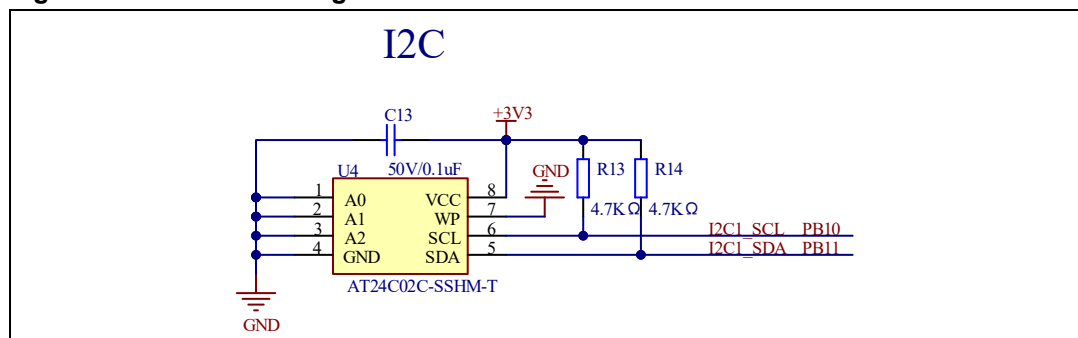 I2C
C13
+3V3
U4
50V/0.1uF
GND
R13
R14
1
A0
VCC
8
2
A1
WP
7
4.7KΩ
4.7KΩ
3
A2
SCL
6
I2C1_SCL PB10
4
GND
SDA
5
I2C1_SDA PB11
AT24C02C-SSHM-T
GND